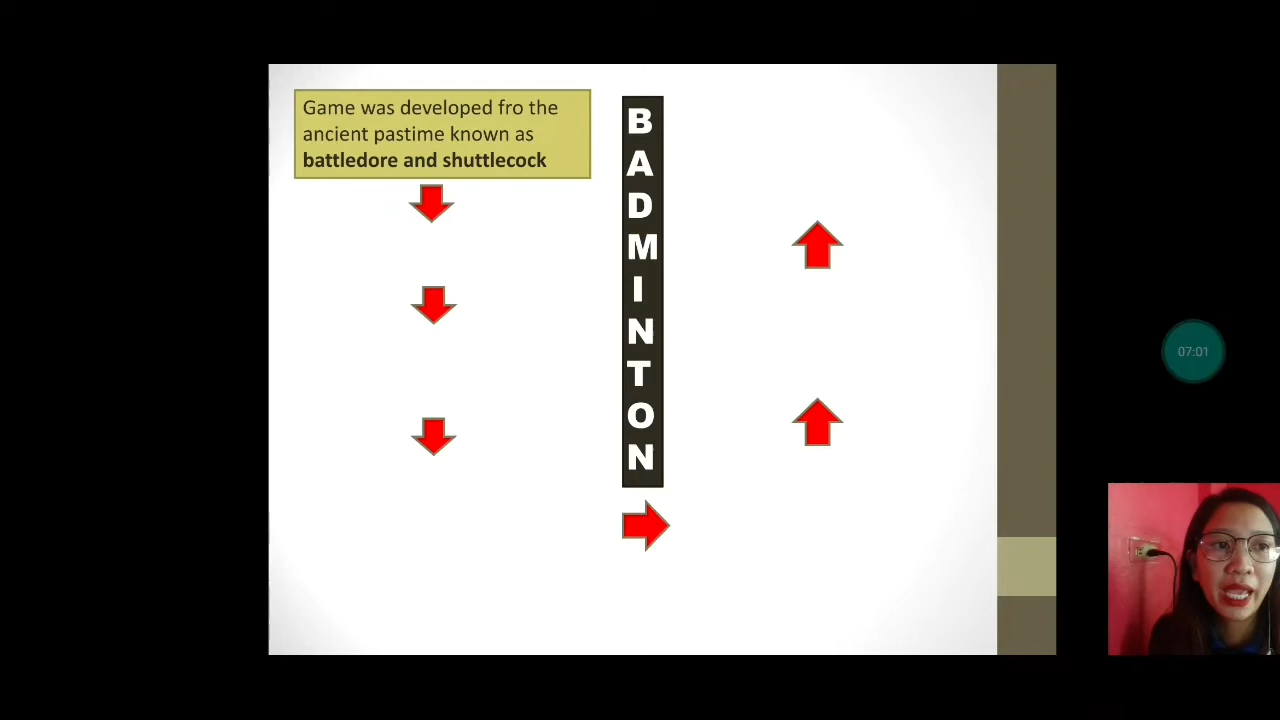 Game was developed fro the
ancient pastime known as
battledore and shuttlecock
B
A
D
M
I
N
T
O
N
07:01